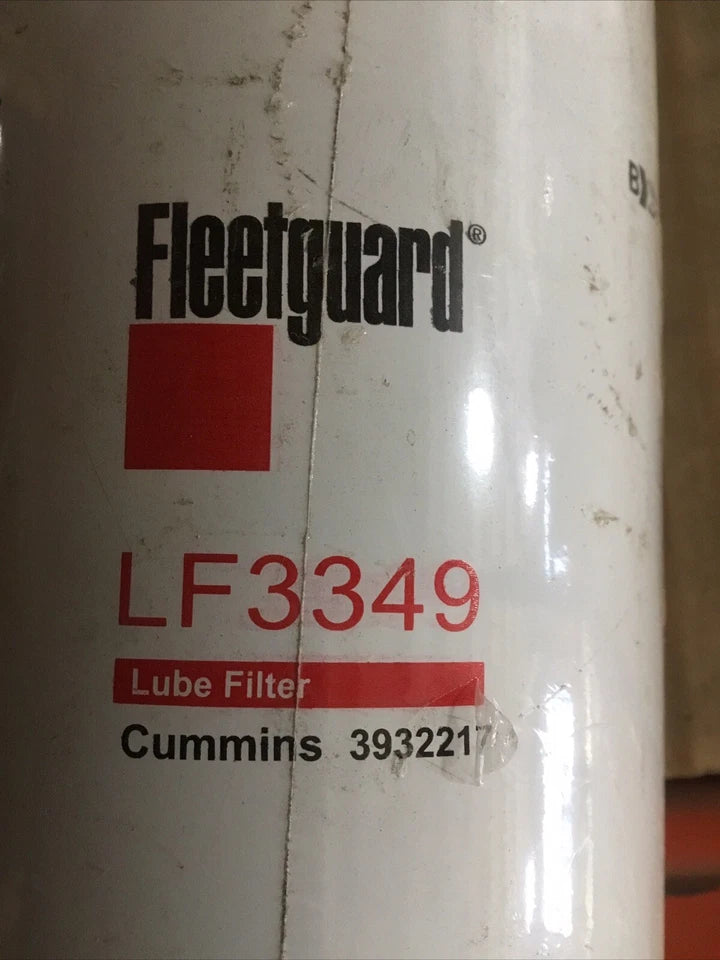 Fleetguard®
LF3349
Lube Filter
Cummins 3932217